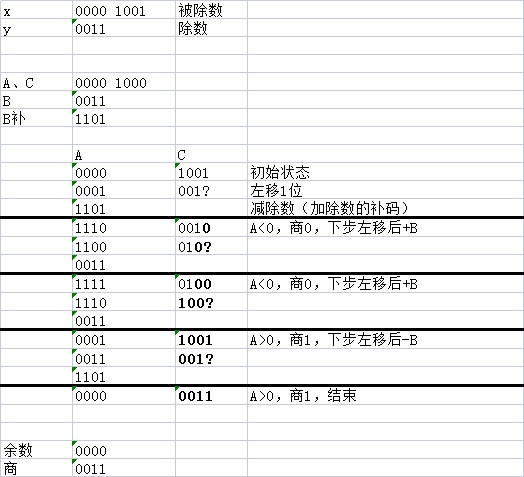 x 0000 1001 被除数
y 0011 除数
A、C 0000 1000
B 0011
B补 1101
A C
0000 1001 初始状态
0001 001? 左移1位
1101 减除数（加除数的补码）
1110 0010 A<0，商0，下步左移后+B
1100 010?
0011
1111 0100 A<0，商0，下步左移后+B
1110 100?
0011
0001 1001 A>0，商1，下步左移后-B
0011 001?
1101
0000 0011 A>0，商1，结束
余数 0000
商 0011